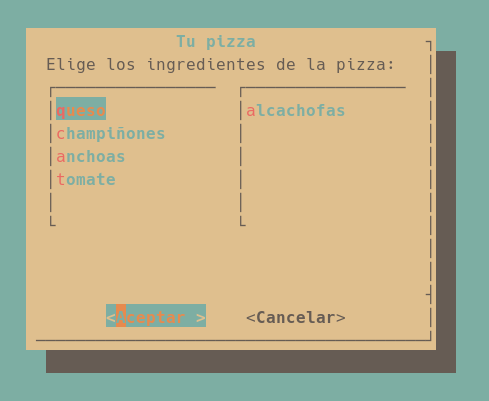 Tu pizza
Elige los ingredientes de la pizza:
queso
alcachofas
champiñones
anchoas
tomate
<Aceptar >
<Cancelar>